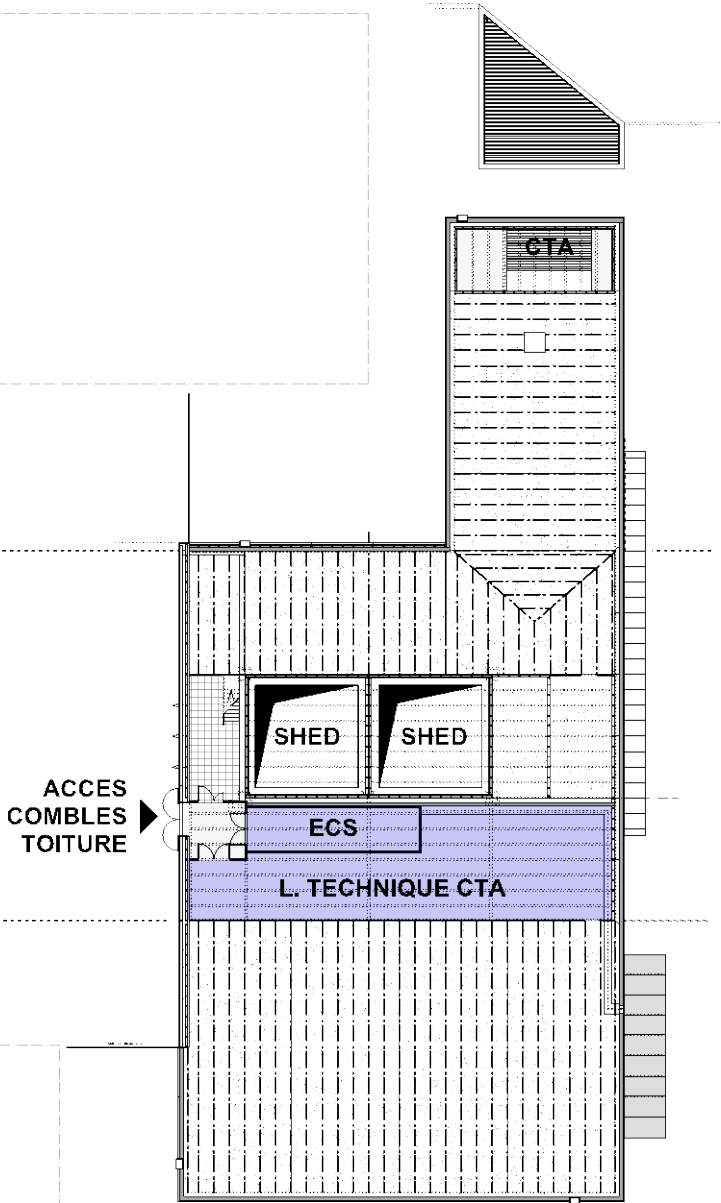 CTA
SHED
SHED
ACCES
COMBLES
TOITURE
ECS
L. TECHNIQUE CTA